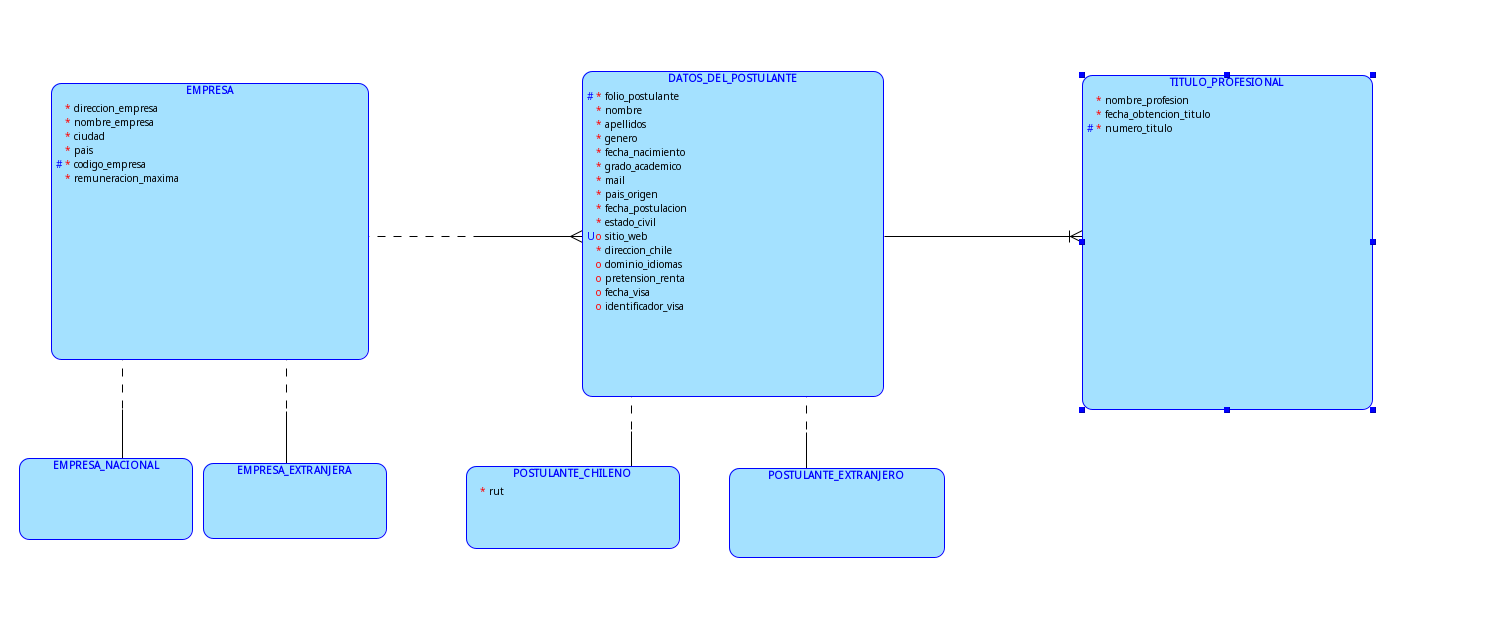 EMPRESA
* direccion_empresa
* nombre_empresa
* ciudad
* pais
# * codigo_empresa
* remuneracion_maxima
DATOS_DEL_POSTULANTE
# * folio_postulante
* nombre
* apellidos
* genero
* fecha_nacimiento
* grado_academico
* mail
* pais_origen
* fecha_postulacion
* estado_civil
U o sitio_web
* direccion_chile
o dominio_idiomas
o pretension_renta
o fecha_visa
o identificador_visa
TITULO_PROFESIONAL
* nombre_profesion
* fecha_obtencion_titulo
# * numero_titulo
EMPRESA_NACIONAL
EMPRESA_EXTRANJERA
POSTULANTE_CHILENO
* rut
POSTULANTE_EXTRANJERO